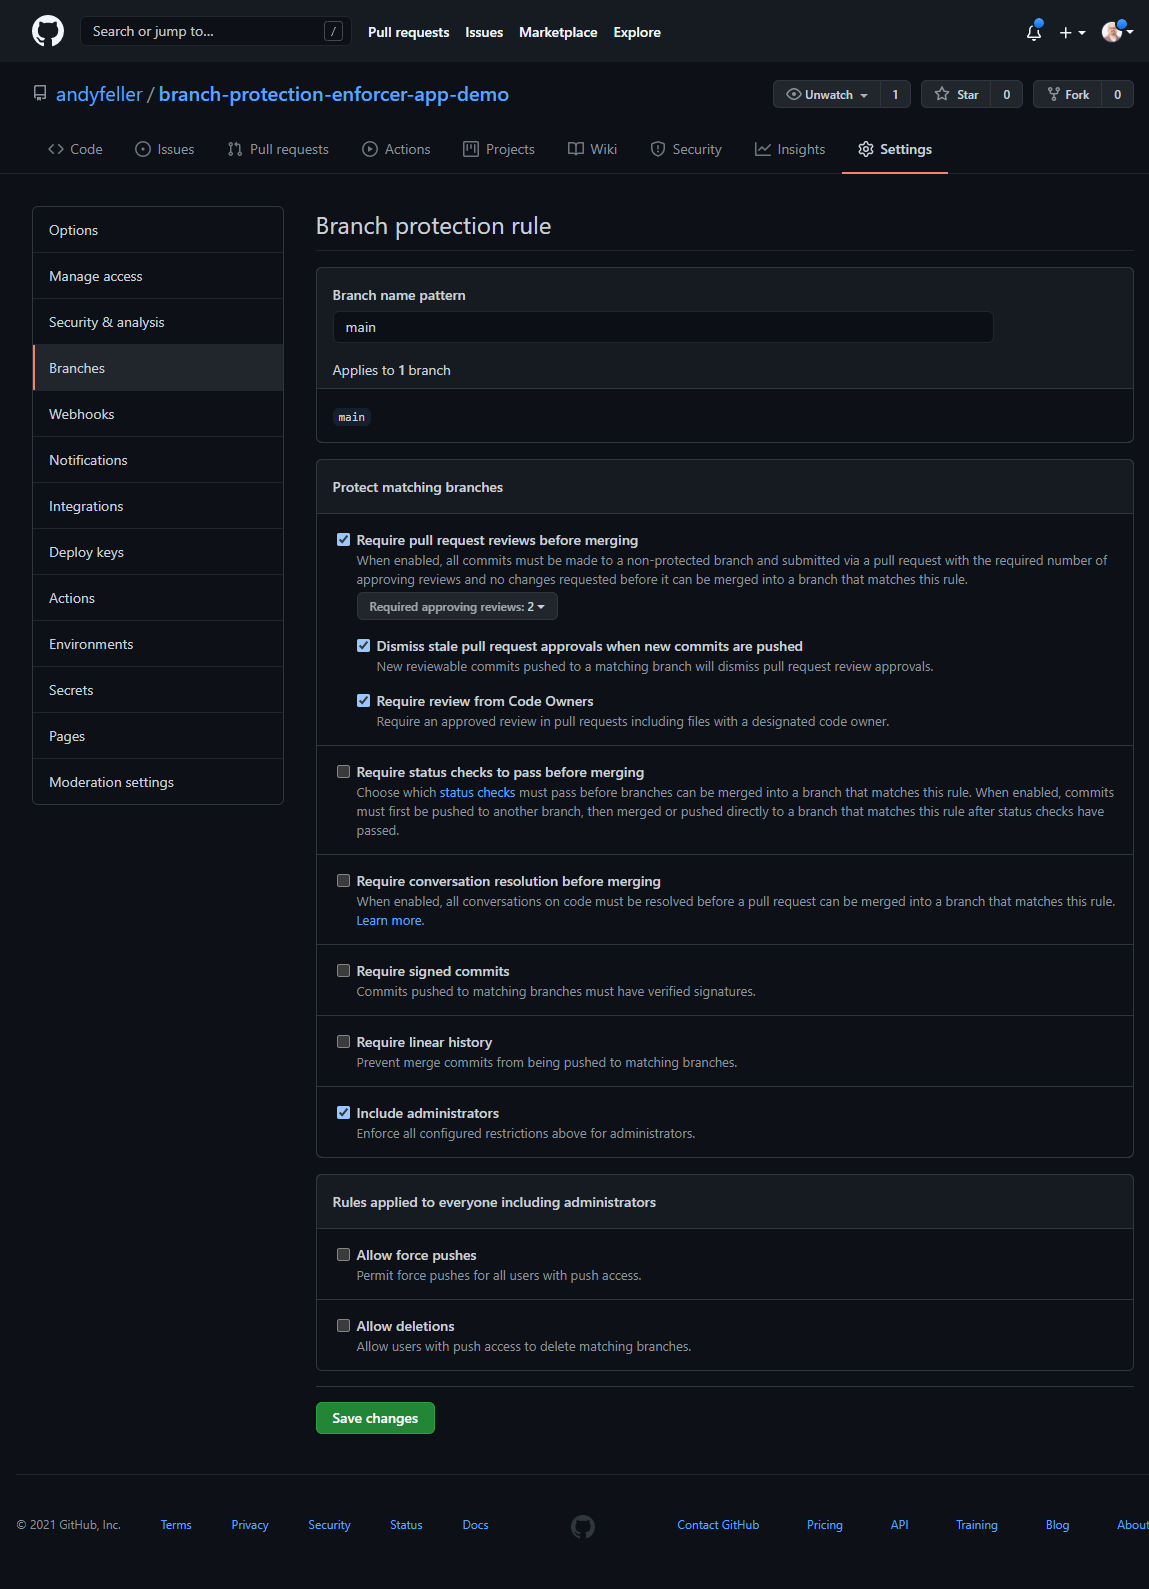 Search or jump to... /
Pull requests Issues Marketplace Explore
andyfeller / branch-protection-enforcer-app-demo
Unwatch 1 Star 0 Fork 0
Code Issues Pull requests Actions Projects Wiki Security Insights Settings
Options
Manage access
Security & analysis
Branches
Webhooks
Notifications
Integrations
Deploy keys
Actions
Environments
Secrets
Pages
Moderation settings
Branch protection rule
Branch name pattern
main
Applies to 1 branch
main
Protect matching branches
Require pull request reviews before merging
When enabled, all commits must be made to a non-protected branch and submitted via a pull request with the required number of
approving reviews and no changes requested before it can be merged into a branch that matches this rule.
Required approving reviews: 2
Dismiss stale pull request approvals when new commits are pushed
New reviewable commits pushed to a matching branch will dismiss pull request review approvals.
Require review from Code Owners
Require an approved review in pull requests including files with a designated code owner.
Require status checks to pass before merging
Choose which status checks must pass before branches can be merged into a branch that matches this rule. When enabled, commits
must first be pushed to another branch, then merged or pushed directly to a branch that matches this rule after status checks have
passed.
Require conversation resolution before merging
When enabled, all conversations on code must be resolved before a pull request can be merged into a branch that matches this rule.
Learn more.
Require signed commits
Commits pushed to matching branches must have verified signatures.
Require linear history
Prevent merge commits from being pushed to matching branches.
Include administrators
Enforce all configured restrictions above for administrators.
Rules applied to everyone including administrators
Allow force pushes
Permit force pushes for all users with push access.
Allow deletions
Allow users with push access to delete matching branches.
Save changes
© 2021 GitHub, Inc. Terms Privacy Security Status Docs Contact GitHub Pricing API Training Blog About